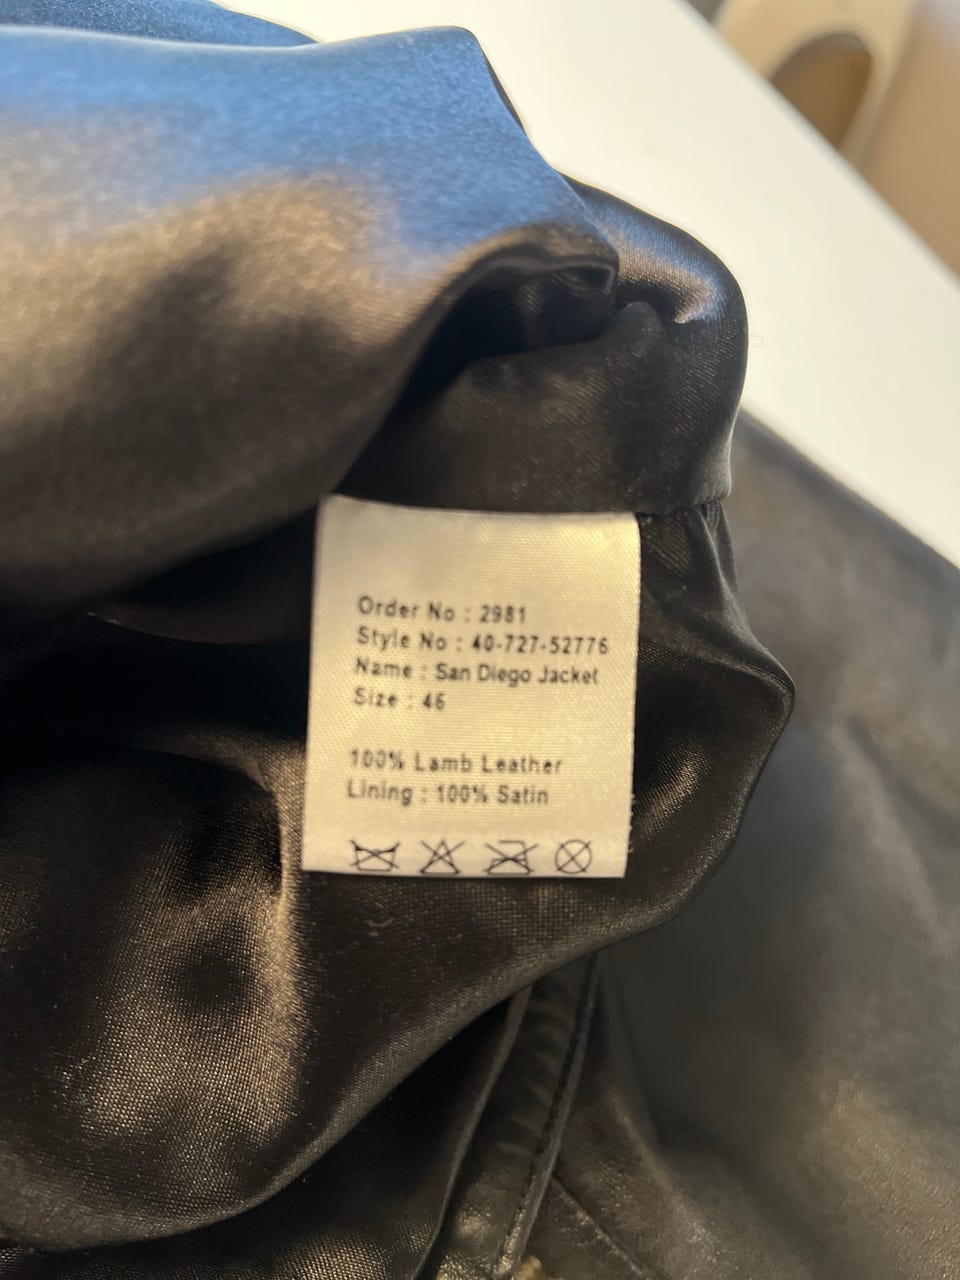 Order No : 2981
Style No : 40-727-52776
Name : San Diego Jacket
Size : 46
100% Lamb Leather
Lining : 100% Satin